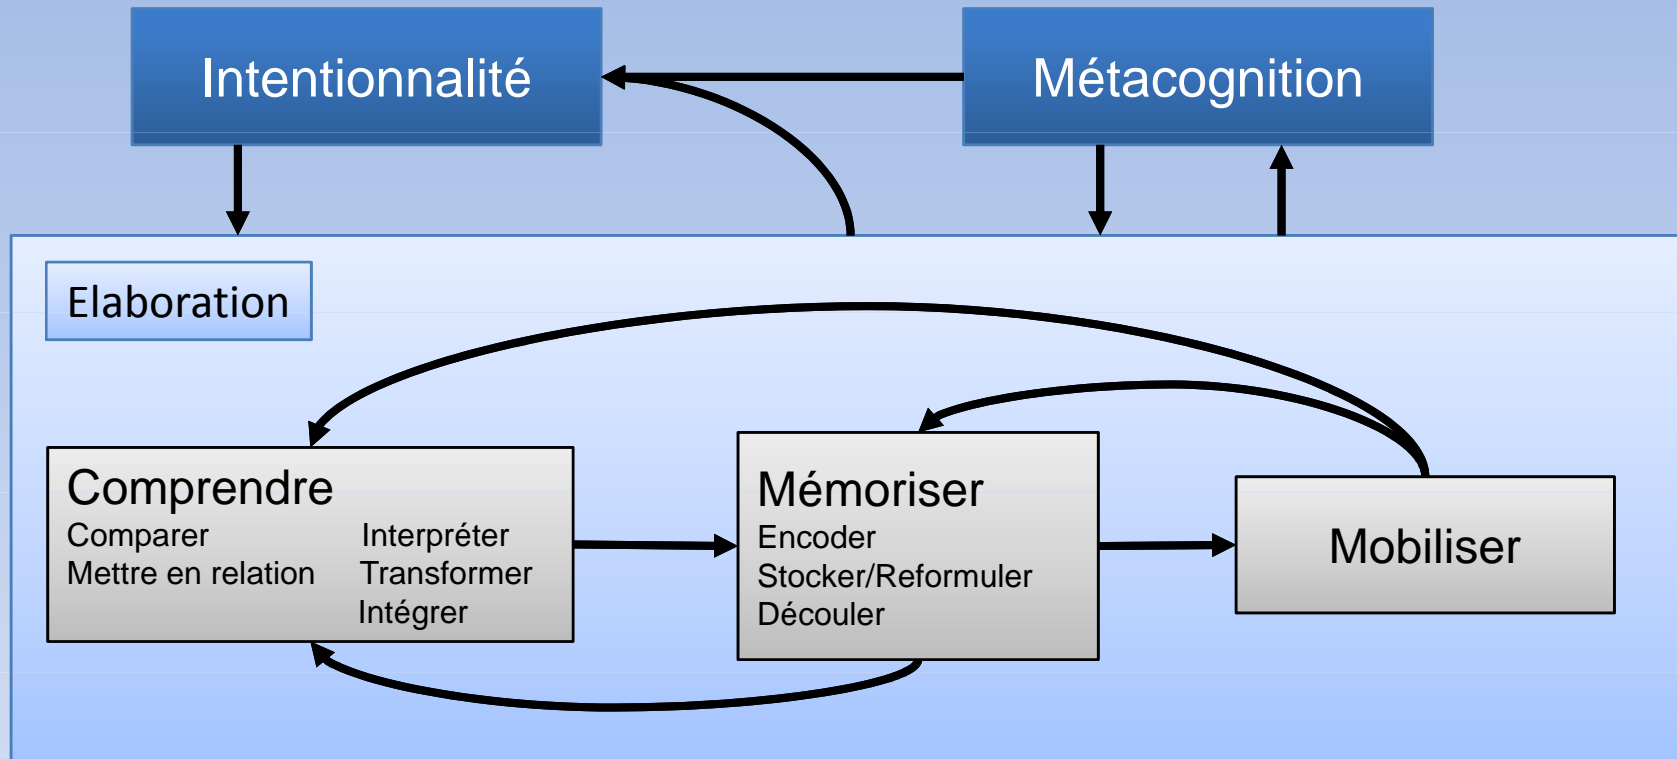 Intentionnalité
Métacognition
Elaboration
Comprendre
Comparer Interpréter
Mettre en relation Transformer
Intégrer
Mémoriser
Encoder
Stocker/Reformuler
Découler
Mobiliser